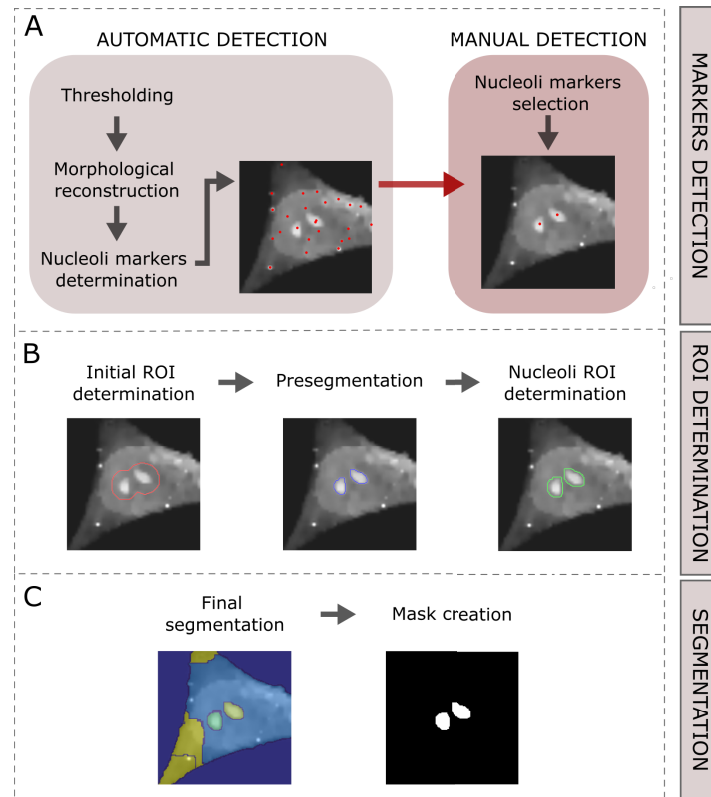 A
AUTOMATIC DETECTION
MANUAL DETECTION
Thresholding
Morphological
reconstruction
Nucleoli markers
determination
Nucleoli markers
selection
MARKERS DETECTION
B
Initial ROI
determination
Presegmentation
Nucleoli ROI
determination
ROI DETERMINATION
C
Final
segmentation
Mask creation
SEGMENTATION